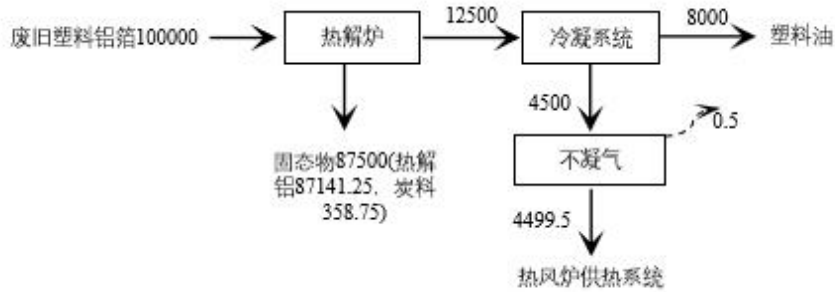 12500
8000
废旧塑料铝箔100000
热解炉
冷凝系统
塑料油
4500
0.5
固态物87500(热解
铝87141.25，炭料
358.75)
不凝气
4499.5
热风炉供热系统